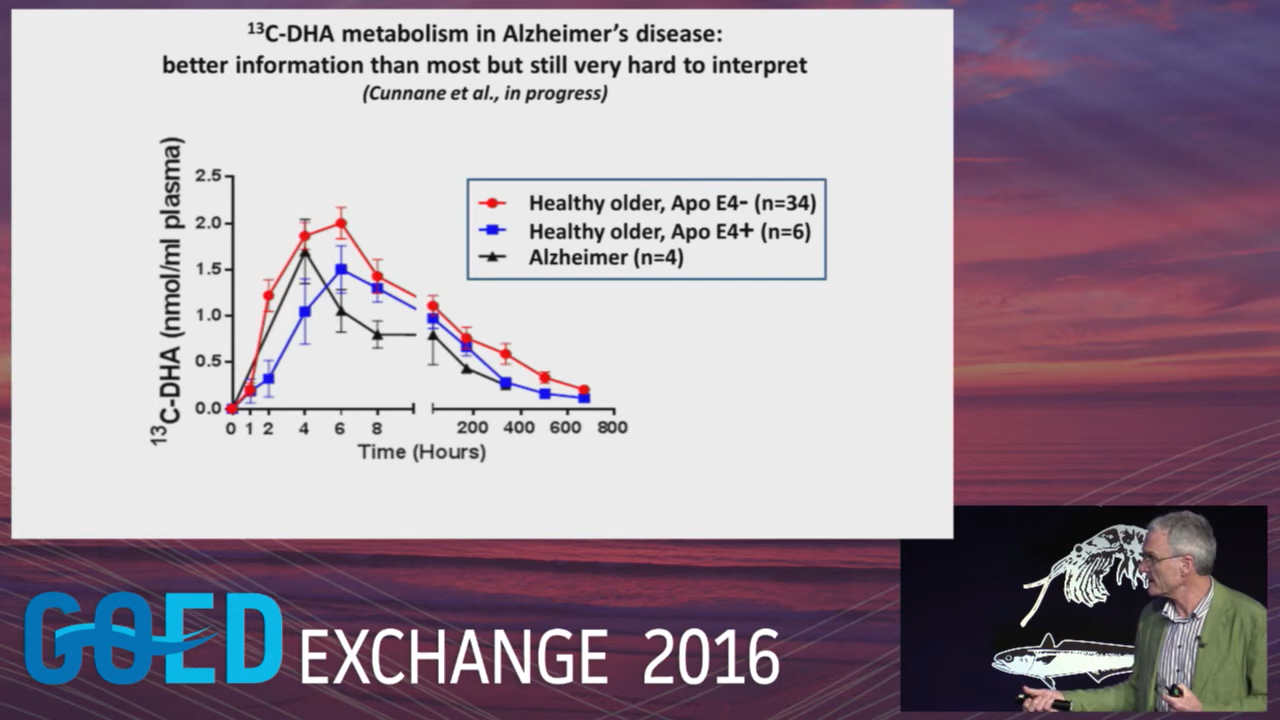 ¹³C-DHA metabolism in Alzheimer's disease:
better information than most but still very hard to interpret
(Cunnane et al., in progress)
¹³C-DHA (nmol/ml plasma)
2.5
2.0
1.5
1.0
0.5
0.0
Healthy older, Apo E4- (n=34)
Healthy older, Apo E4+ (n=6)
Alzheimer (n=4)
0 1 2 4 6 8 200 400 600 800
Time (Hours)
GOED EXCHANGE 2016